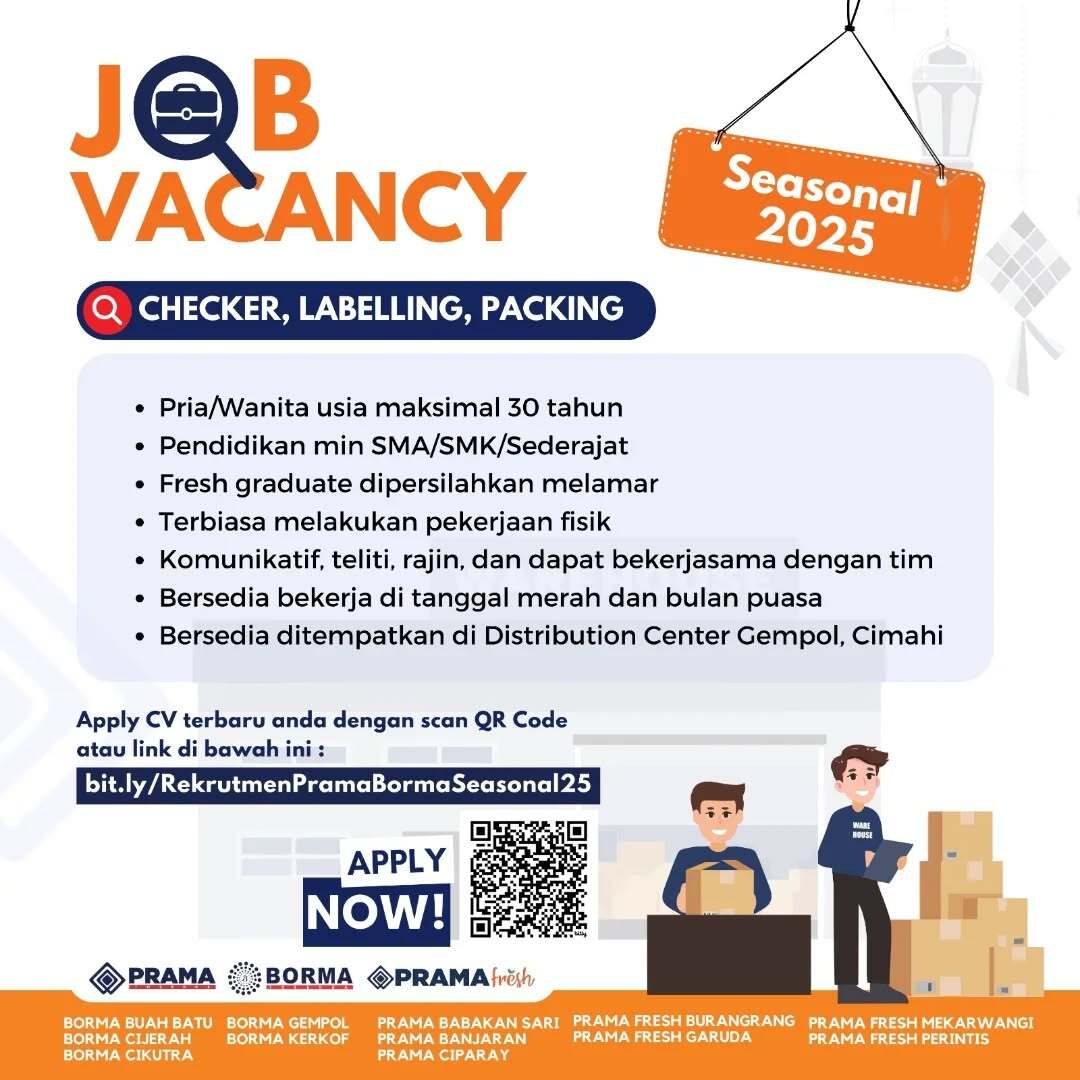 JOB
VACANCY
Seasonal
2025
CHECKER, LABELLING, PACKING
• Pria/Wanita usia maksimal 30 tahun
• Pendidikan min SMA/SMK/Sederajat
• Fresh graduate dipersilahkan melamar
• Terbiasa melakukan pekerjaan fisik
• Komunikatif, teliti, rajin, dan dapat bekerjasama dengan tim
• Bersedia bekerja di tanggal merah dan bulan puasa
• Bersedia ditempatkan di Distribution Center Gempol, Cimahi
Apply CV terbaru anda dengan scan QR Code
atau link di bawah ini :
bit.ly/RekrutmenPramaBormaSeasonal25
APPLY
NOW!
bitly
WARE
HOUSE
PRAMA
BORMA
PRAMA fresh
BORMA BUAH BATU
BORMA CIJERAH
BORMA CIKUTRA
BORMA GEMPOL
BORMA KERKOF
PRAMA BABAKAN SARI
PRAMA BANJARAN
PRAMA CIPARAY
PRAMA FRESH BURANGRANG
PRAMA FRESH GARUDA
PRAMA FRESH MEKARWANGI
PRAMA FRESH PERINTIS